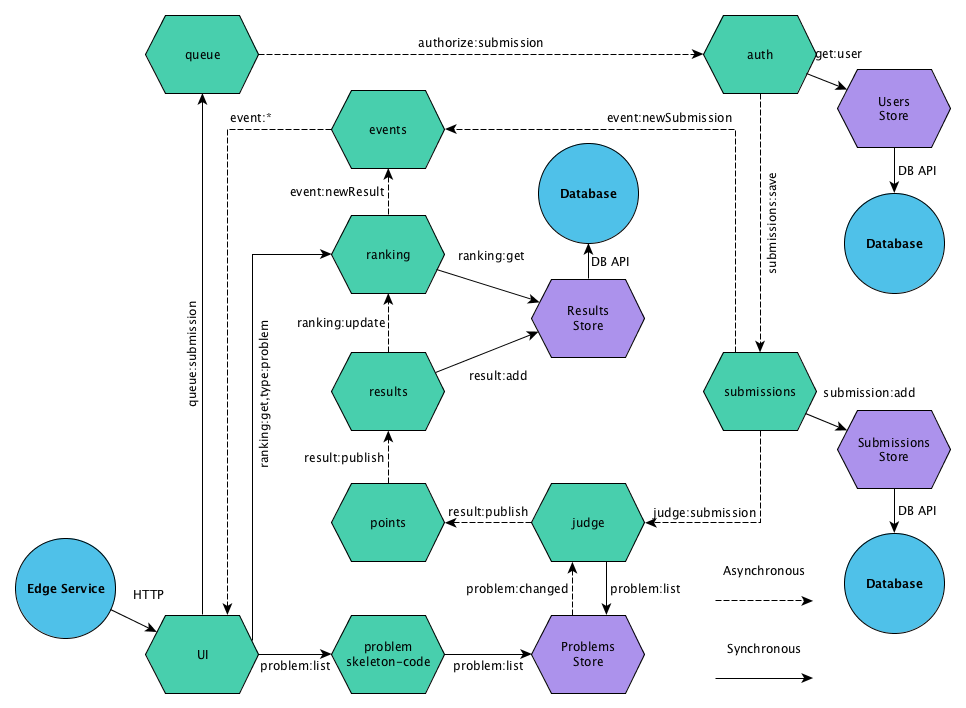 queue
authorize:submission
auth
get:user
Users
Store
event:*
events
event:newSubmission
DB API
event:newResult
Database
submissions:save
Database
ranking
ranking:get
DB API
queue:submission
ranking:get,type:problem
ranking:update
Results
Store
results
result:add
submissions
submission:add
Submissions
Store
result:publish
points
result:publish
judge
judge:submission
DB API
Edge Service
HTTP
problem:changed
problem:list
Asynchronous
Database
UI
problem:list
problem
skeleton-code
problem:list
Problems
Store
Synchronous